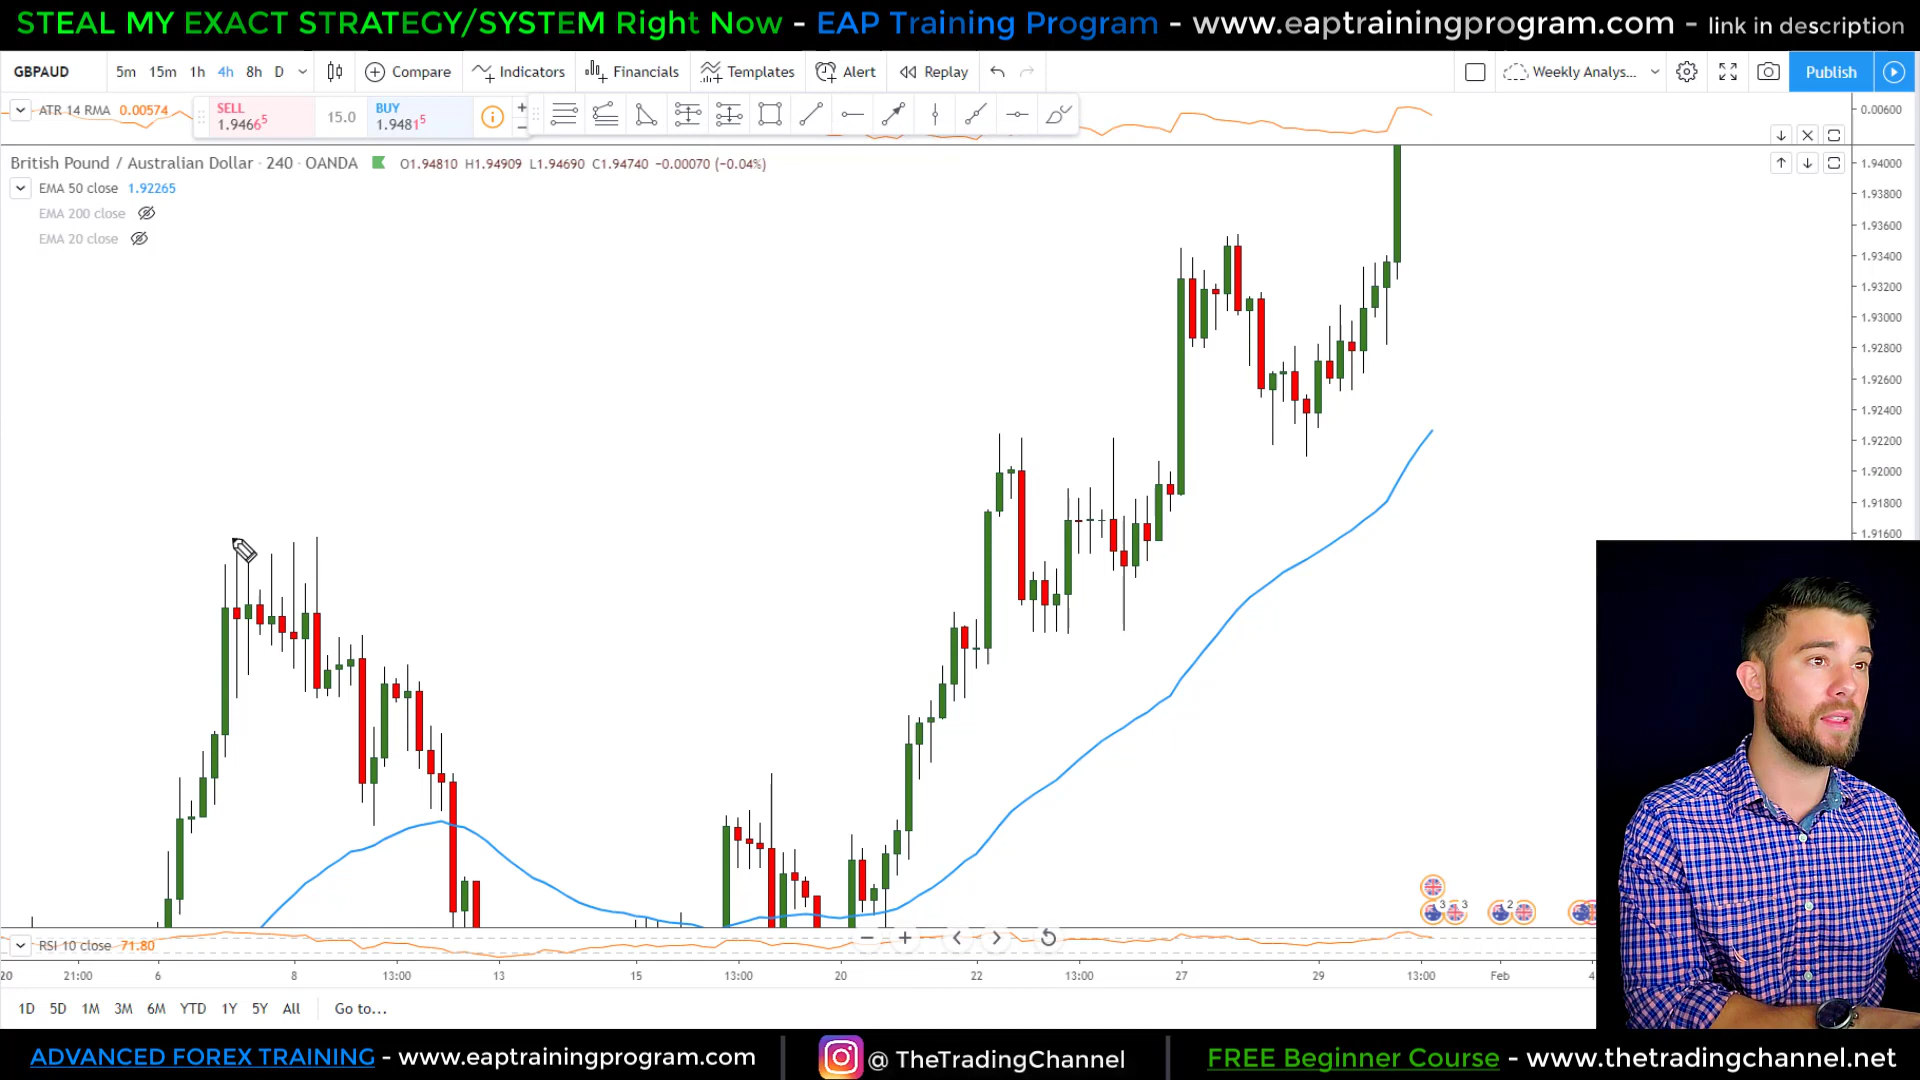 STEAL MY EXACT STRATEGY/SYSTEM Right Now - EAP Training Program - www.eaptrainingprogram.com - link in description
GBPAUD 5m 15m 1h 4h 8h D Compare Indicators Financials Templates Alert Replay Weekly Analys... Publish
ATR 14 RMA 0.00574
SELL
1.94665
15.0
BUY
1.94815
0.00600
British Pound / Australian Dollar · 240 · OANDA O1.94810 H1.94909 L1.94690 C1.94740 −0.00070 (−0.04%)
EMA 50 close 1.92265
EMA 200 close
EMA 20 close
1.94000
1.93800
1.93600
1.93400
1.93200
1.93000
1.92800
1.92600
1.92400
1.92200
1.92000
1.91800
1.91600
3 3 2
RSI 10 close 71.80
20 21:00 6 8 13:00 13 15 13:00 20 22 13:00 27 29 13:00 Feb 4
1D 5D 1M 3M 6M YTD 1Y 5Y All Go to...
ADVANCED FOREX TRAINING - www.eaptrainingprogram.com
@ TheTradingChannel
FREE Beginner Course - www.thetradingchannel.net